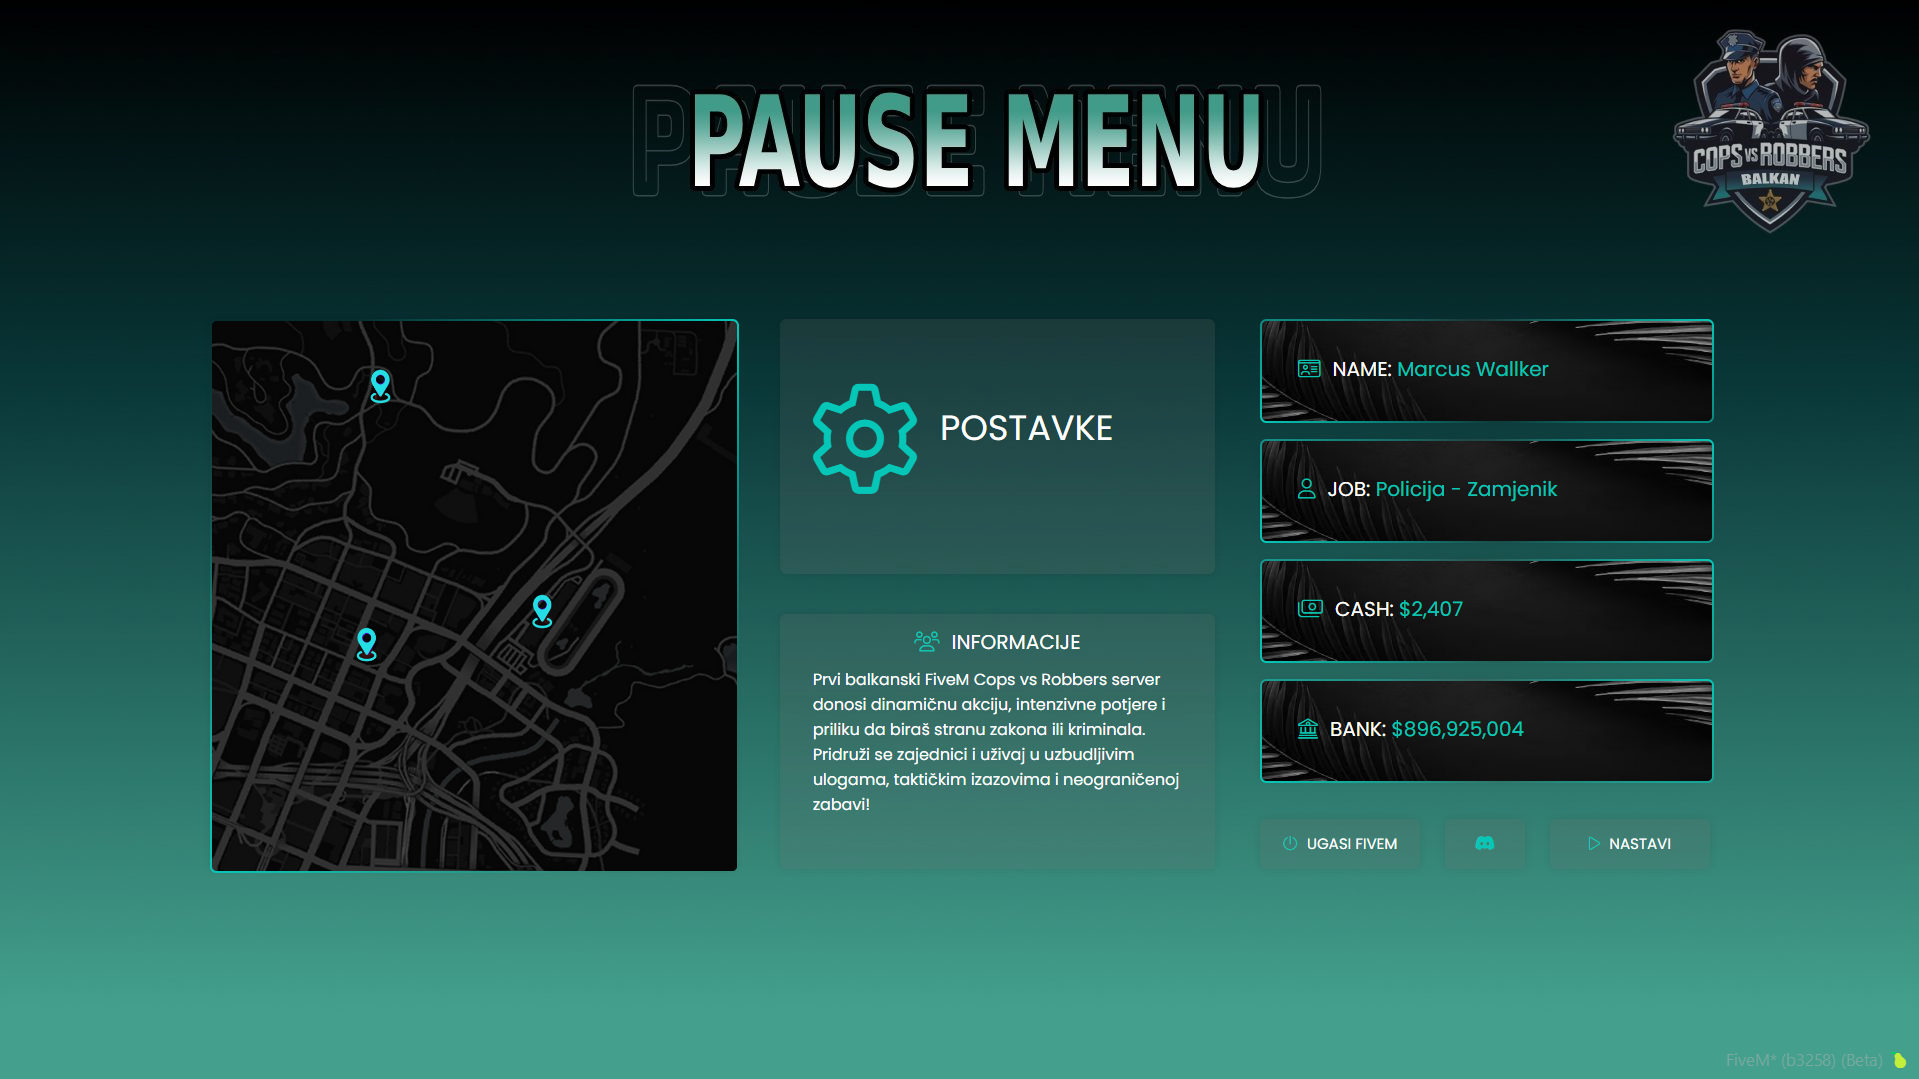 PAUSE MENU
COPS VS ROBBERS
BALKAN
POSTAVKE
INFORMACIJE
Prvi balkanski FiveM Cops vs Robbers server
donosi dinamičnu akciju, intenzivne potjere i
priliku da biraš stranu zakona ili kriminala.
Pridruži se zajednici i uživaj u uzbudljivim
ulogama, taktičkim izazovima i neograničenoj
zabavi!
NAME: Marcus Wallker
JOB: Policija - Zamjenik
CASH: $2,407
BANK: $896,925,004
UGASI FIVEM
NASTAVI
FiveM* (b3258) (Beta)